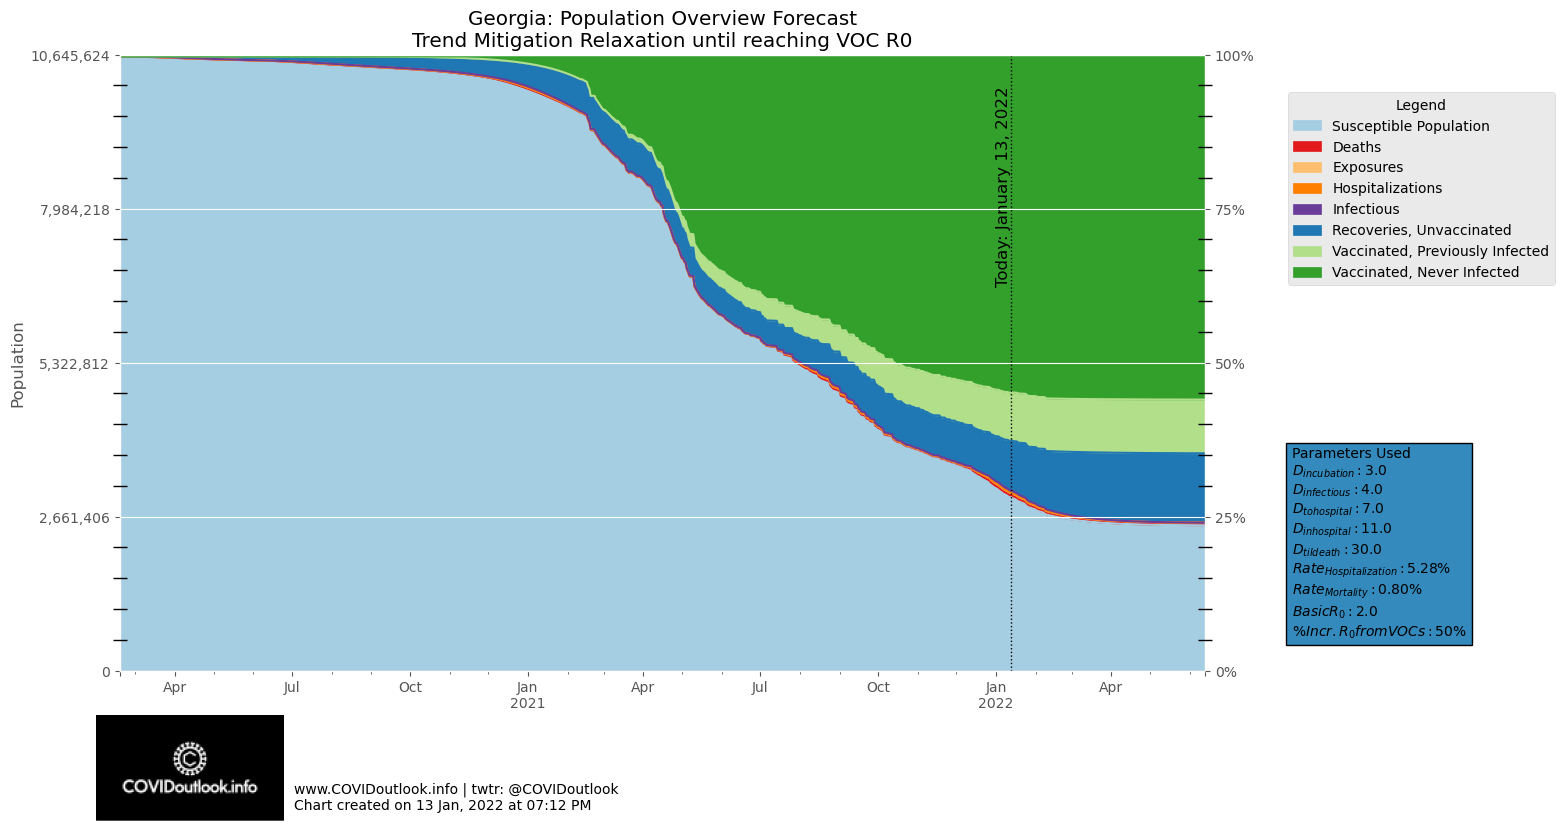 Georgia: Population Overview Forecast
Trend Mitigation Relaxation until reaching VOC R0
10,645,624
7,984,218
5,322,812
2,661,406
0
Population
100%
75%
50%
25%
0%
Today: January 13, 2022
Apr
Jul
Oct
Jan
2021
Apr
Jul
Oct
Jan
2022
Apr
Legend
Susceptible Population
Deaths
Exposures
Hospitalizations
Infectious
Recoveries, Unvaccinated
Vaccinated, Previously Infected
Vaccinated, Never Infected
Parameters Used
D_incubation : 3.0
D_infectious : 4.0
D_tohospital : 7.0
D_inhospital : 11.0
D_tildeath : 30.0
Rate_Hospitalization : 5.28%
Rate_Mortality : 0.80%
BasicR_0 : 2.0
%Incr. R_0fromVOCs : 50%
COVIDoutlook.info
www.COVIDoutlook.info | twtr: @COVIDoutlook
Chart created on 13 Jan, 2022 at 07:12 PM